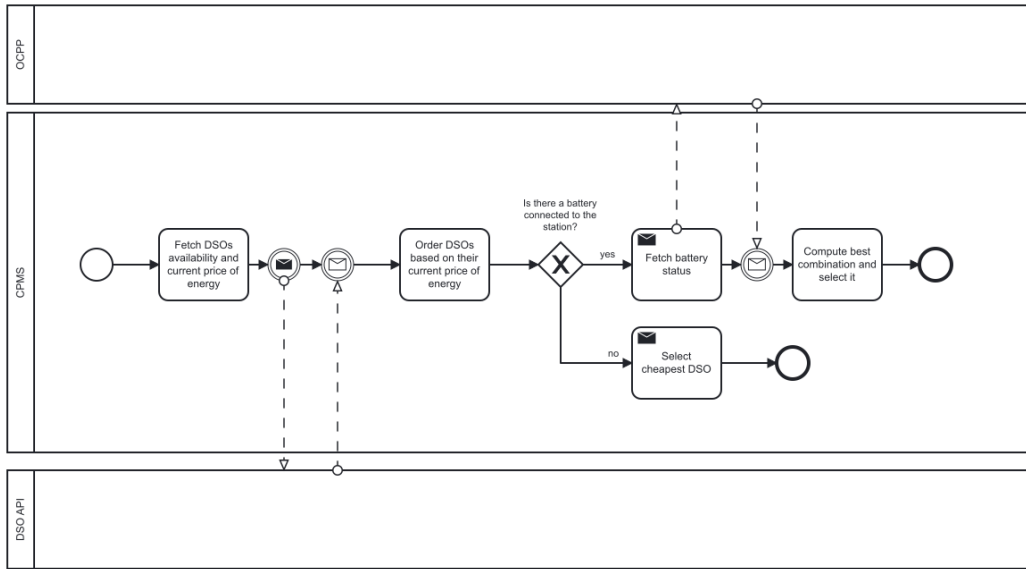 OCPP
CPMS
Is there a battery
connected to the
station?
Fetch DSOs
availability and
current price of
energy
Order DSOs
based on their
current price of
energy
yes
Fetch battery
status
Compute best
combination and
select it
no
Select
cheapest DSO
DSO API